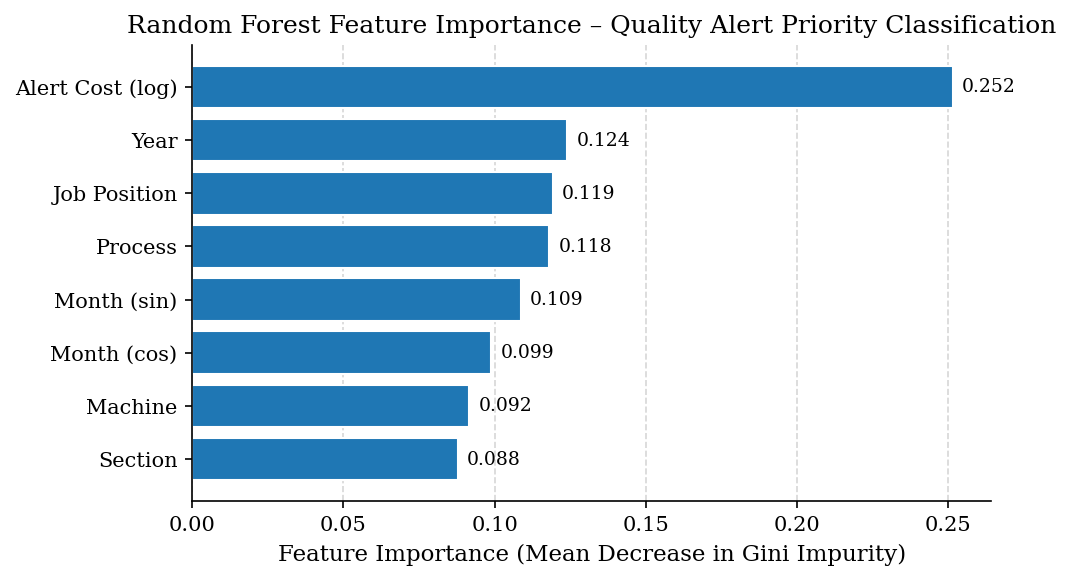 Random Forest Feature Importance – Quality Alert Priority Classification
Alert Cost (log) 0.252
Year 0.124
Job Position 0.119
Process 0.118
Month (sin) 0.109
Month (cos) 0.099
Machine 0.092
Section 0.088
0.00 0.05 0.10 0.15 0.20 0.25
Feature Importance (Mean Decrease in Gini Impurity)